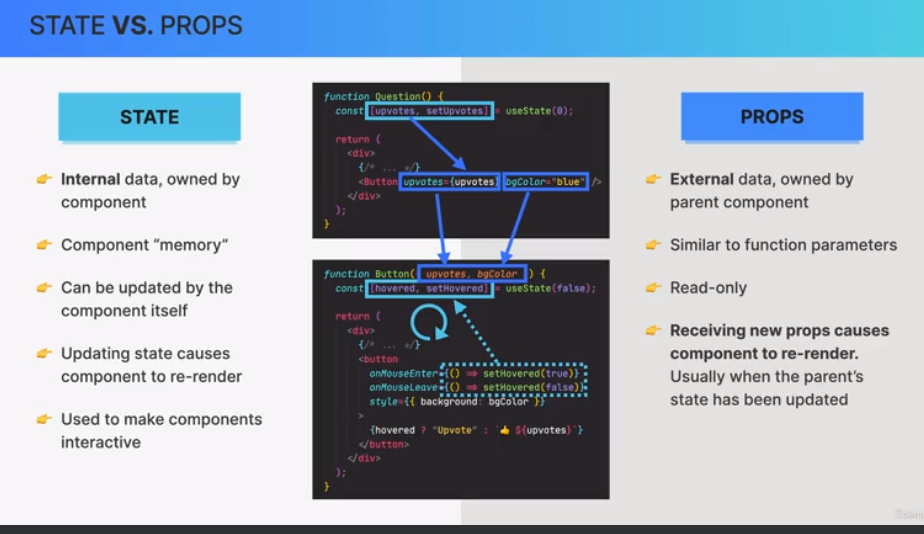 STATE VS. PROPS
STATE
👉 Internal data, owned by
component
👉 Component “memory”
👉 Can be updated by the
component itself
👉 Updating state causes
component to re-render
👉 Used to make components
interactive
function Question() {
const [upvotes, setUpvotes] = useState(0);
return (
<div>
{/* ... */}
<Button upvotes={upvotes} bgColor="blue" />
</div>
);
}
function Button({ upvotes, bgColor }) {
const [hovered, setHovered] = useState(false);
return (
<div>
{/* ... */}
<button
onMouseEnter={() => setHovered(true)}
onMouseLeave={() => setHovered(false)}
style={{ background: bgColor }}
>
{hovered ? "Upvote" : `👍 ${upvotes}`}
</button>
</div>
);
}
PROPS
👉 External data, owned by
parent component
👉 Similar to function parameters
👉 Read-only
👉 Receiving new props causes
component to re-render.
Usually when the parent’s
state has been updated